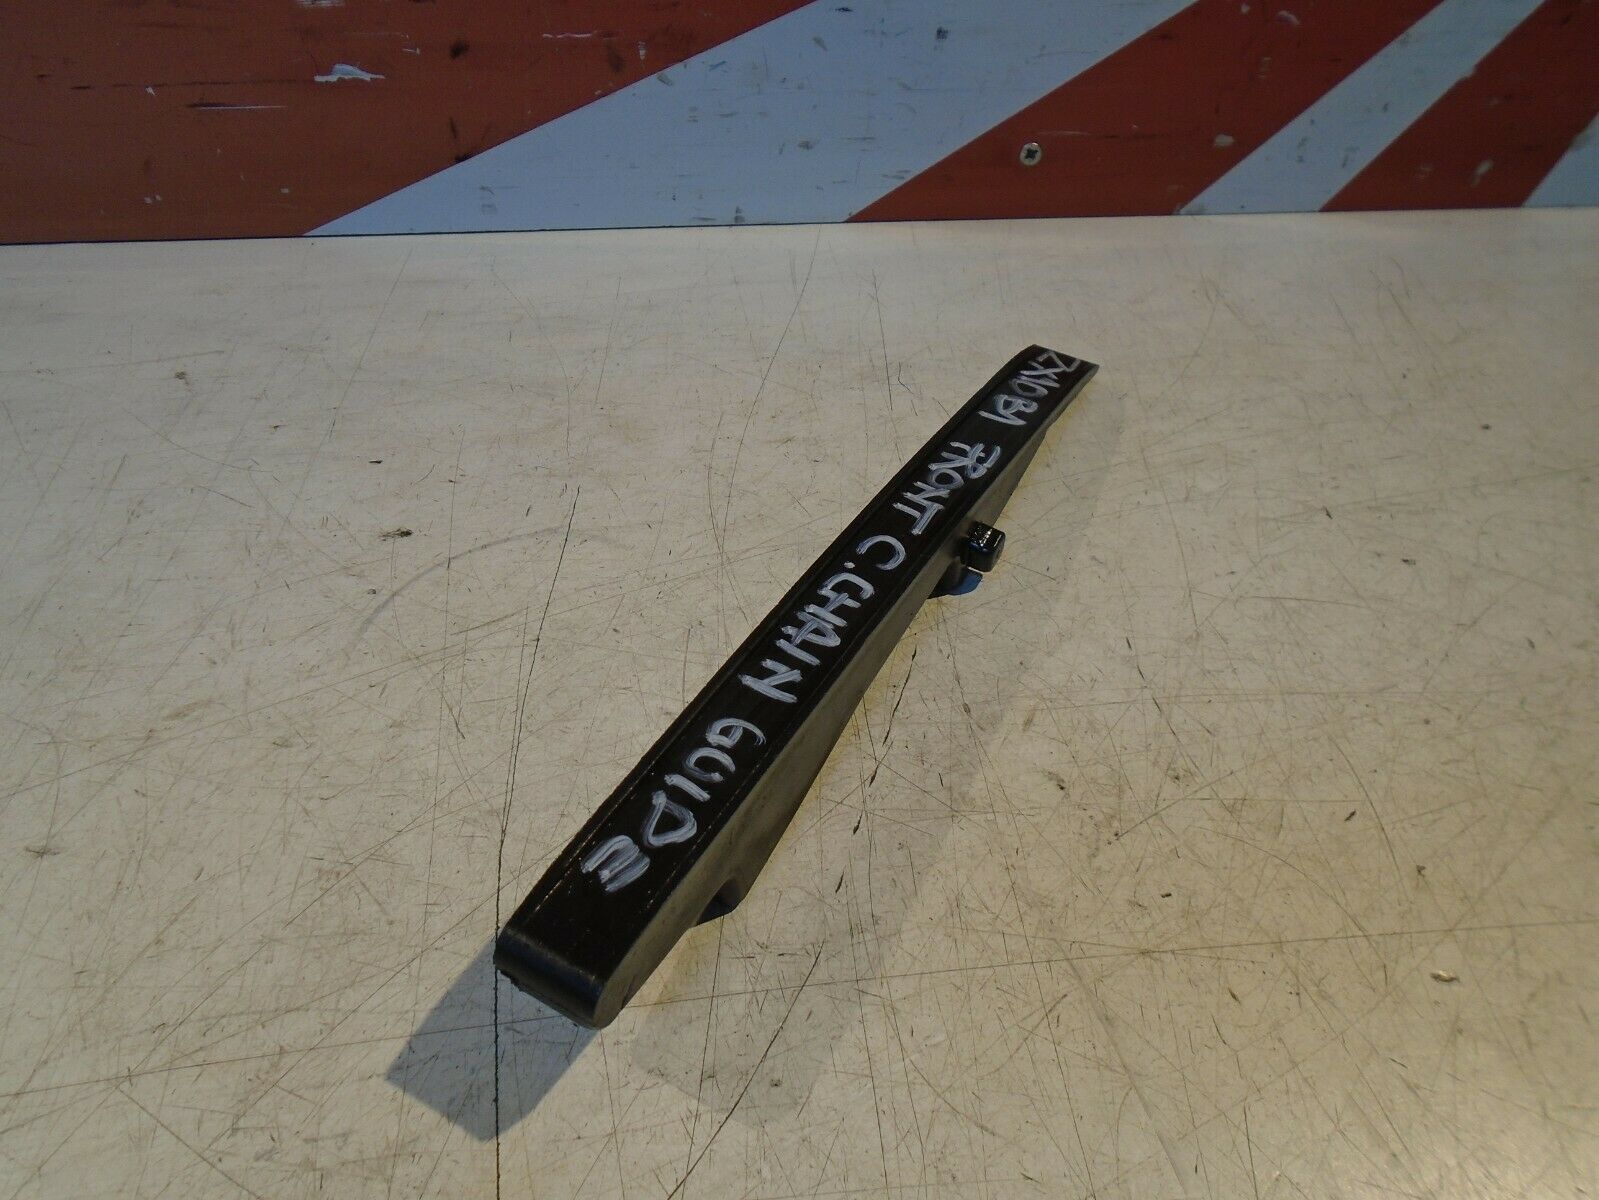 ZX10B1 FRONT C.CHAIN GUIDE